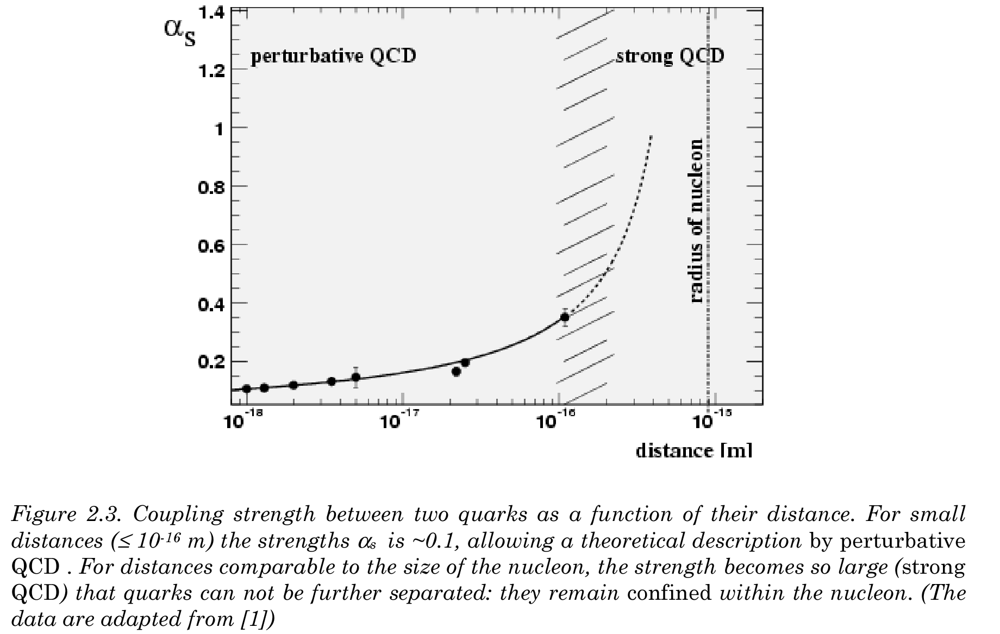 1.4
αs
perturbative QCD
strong QCD
1.2
1
0.8
0.6
0.4
0.2
radius of nucleon
10-18 10-17 10-16 10-15
distance [m]
Figure 2.3. Coupling strength between two quarks as a function of their distance. For small
distances (≤ 10-16 m) the strengths αs is ~0.1, allowing a theoretical description by perturbative
QCD . For distances comparable to the size of the nucleon, the strength becomes so large (strong
QCD) that quarks can not be further separated: they remain confined within the nucleon. (The
data are adapted from [1])